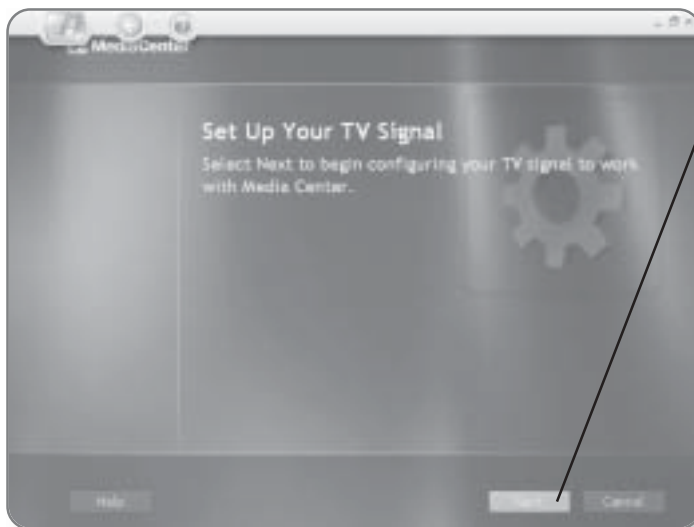 Media Center
Set Up Your TV Signal
Select Next to begin configuring your TV signal to work
with Media Center.
Help
Next
Cancel